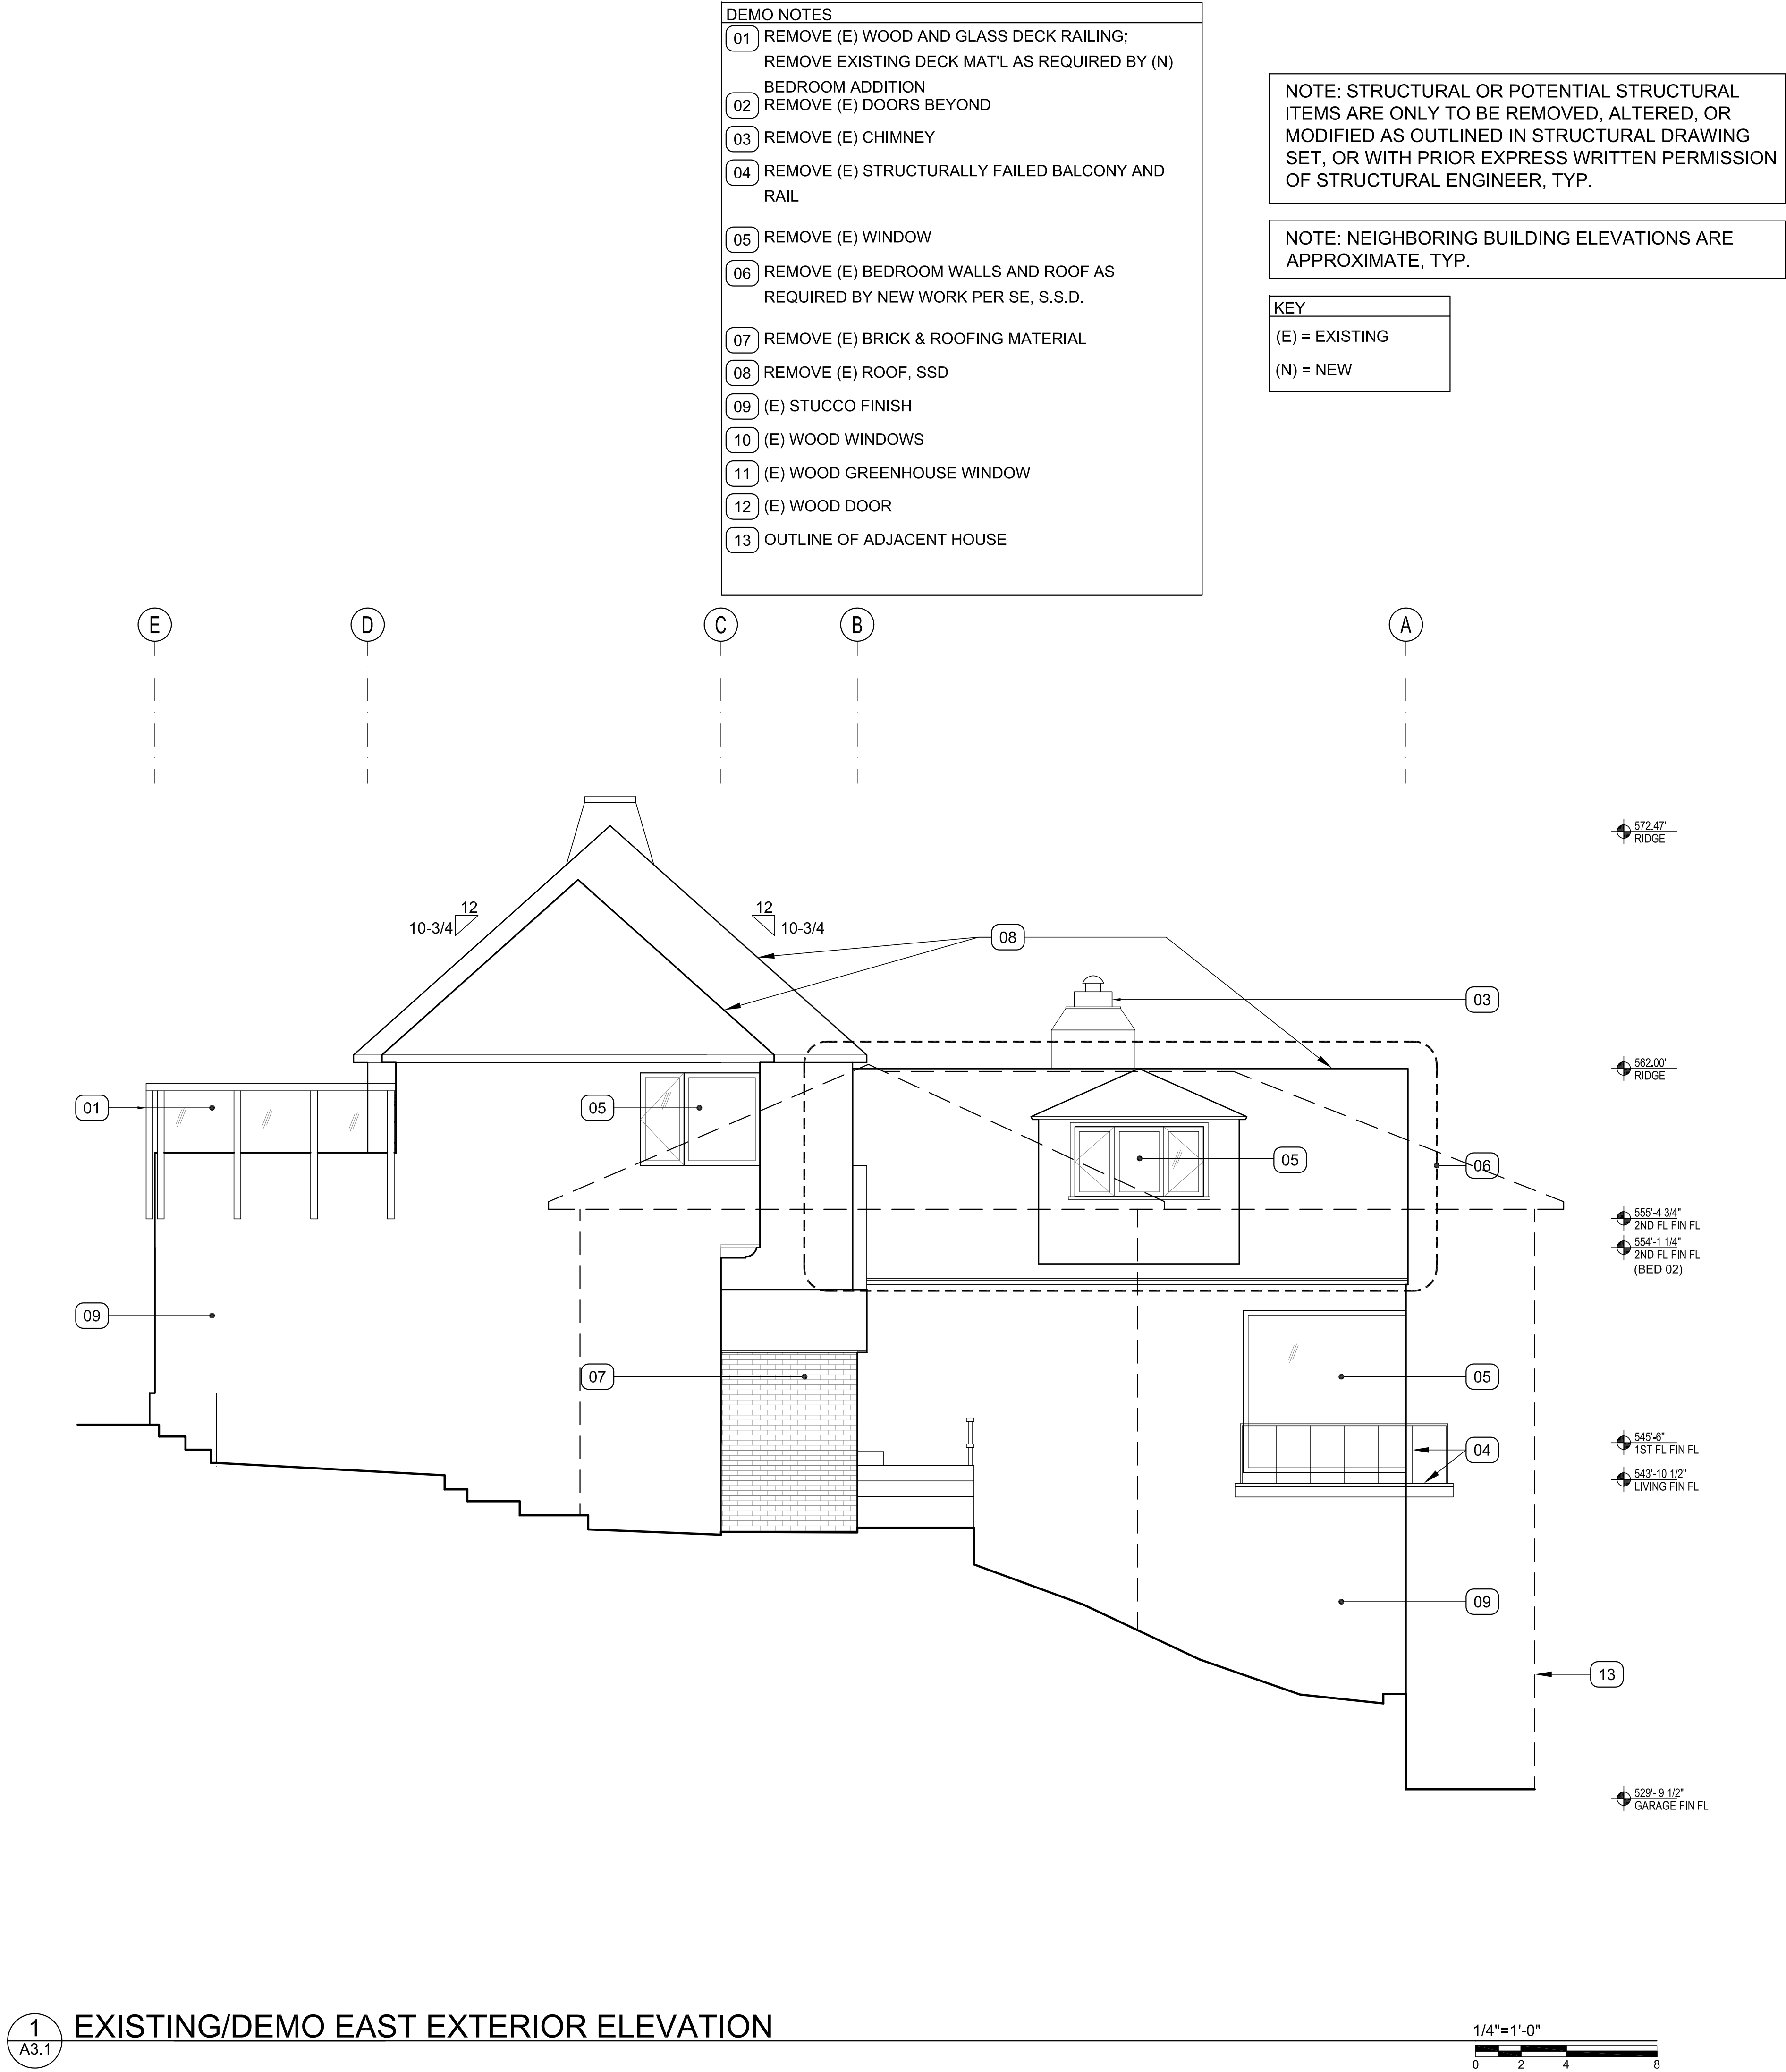 DEMO NOTES
01 REMOVE (E) WOOD AND GLASS DECK RAILING;
REMOVE EXISTING DECK MAT'L AS REQUIRED BY (N)
BEDROOM ADDITION
02 REMOVE (E) DOORS BEYOND
03 REMOVE (E) CHIMNEY
04 REMOVE (E) STRUCTURALLY FAILED BALCONY AND
RAIL
05 REMOVE (E) WINDOW
06 REMOVE (E) BEDROOM WALLS AND ROOF AS
REQUIRED BY NEW WORK PER SE, S.S.D.
07 REMOVE (E) BRICK & ROOFING MATERIAL
08 REMOVE (E) ROOF, SSD
09 (E) STUCCO FINISH
10 (E) WOOD WINDOWS
11 (E) WOOD GREENHOUSE WINDOW
12 (E) WOOD DOOR
13 OUTLINE OF ADJACENT HOUSE
NOTE: STRUCTURAL OR POTENTIAL STRUCTURAL
ITEMS ARE ONLY TO BE REMOVED, ALTERED, OR
MODIFIED AS OUTLINED IN STRUCTURAL DRAWING
SET, OR WITH PRIOR EXPRESS WRITTEN PERMISSION
OF STRUCTURAL ENGINEER, TYP.
NOTE: NEIGHBORING BUILDING ELEVATIONS ARE
APPROXIMATE, TYP.
KEY
(E) = EXISTING
(N) = NEW
E D C B A
572.47'
RIDGE
12
10-3/4
12
10-3/4
08
03
562.00'
RIDGE
01
05
05
06
555'-4 3/4"
2ND FL FIN FL
554'-1 1/4"
2ND FL FIN FL
(BED 02)
09
07
05
545'-6"
1ST FL FIN FL
04
543'-10 1/2"
LIVING FIN FL
09
13
529'- 9 1/2"
GARAGE FIN FL
1
A3.1
EXISTING/DEMO EAST EXTERIOR ELEVATION
1/4"=1'-0"
0 2 4 8